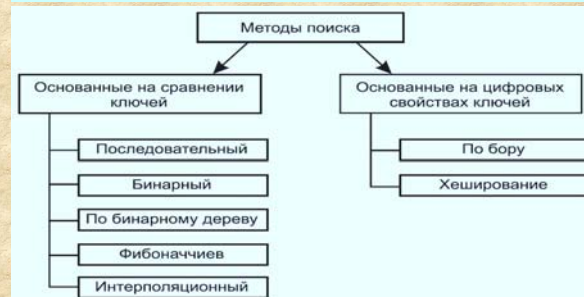 Методы поиска
Основанные на сравнении
ключей
Последовательный
Бинарный
По бинарному дереву
Фибоначчиев
Интерполяционный
Основанные на цифровых
свойствах ключей
По бору
Хеширование